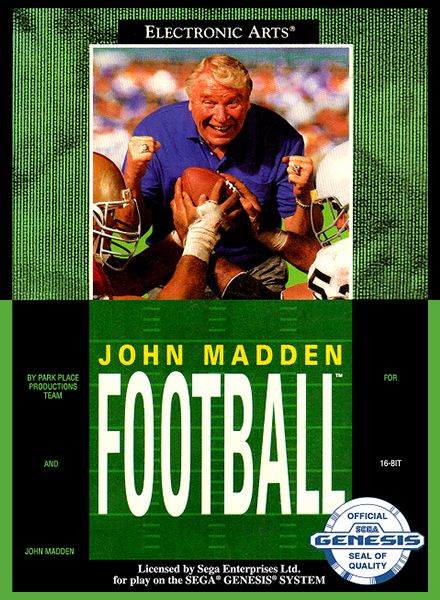 ELECTRONIC ARTS®
5
JOHN MADDEN
FOOTBALL™
BY PARK PLACE
PRODUCTIONS
TEAM
FOR
AND
16-BIT
JOHN MADDEN
OFFICIAL
SEGA
GENESIS
SEAL OF
QUALITY
Licensed by Sega Enterprises Ltd.
for play on the SEGA® GENESIS® SYSTEM